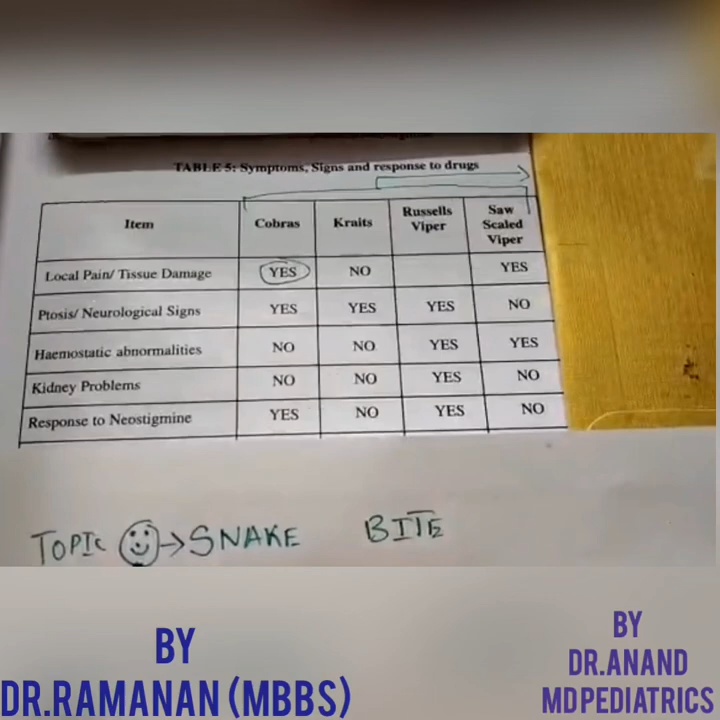 TABLE 5: Symptoms, Signs and response to drugs
Item Cobras Kraits Russells Viper Saw Scaled Viper
Local Pain/ Tissue Damage YES NO YES
Ptosis/ Neurological Signs YES YES YES NO
Haemostatic abnormalities NO NO YES YES
Kidney Problems NO NO YES NO
Response to Neostigmine YES NO YES NO
TOPIC → SNAKE BITE
BY
DR.RAMANAN (MBBS)
BY
DR.ANAND
MD PEDIATRICS